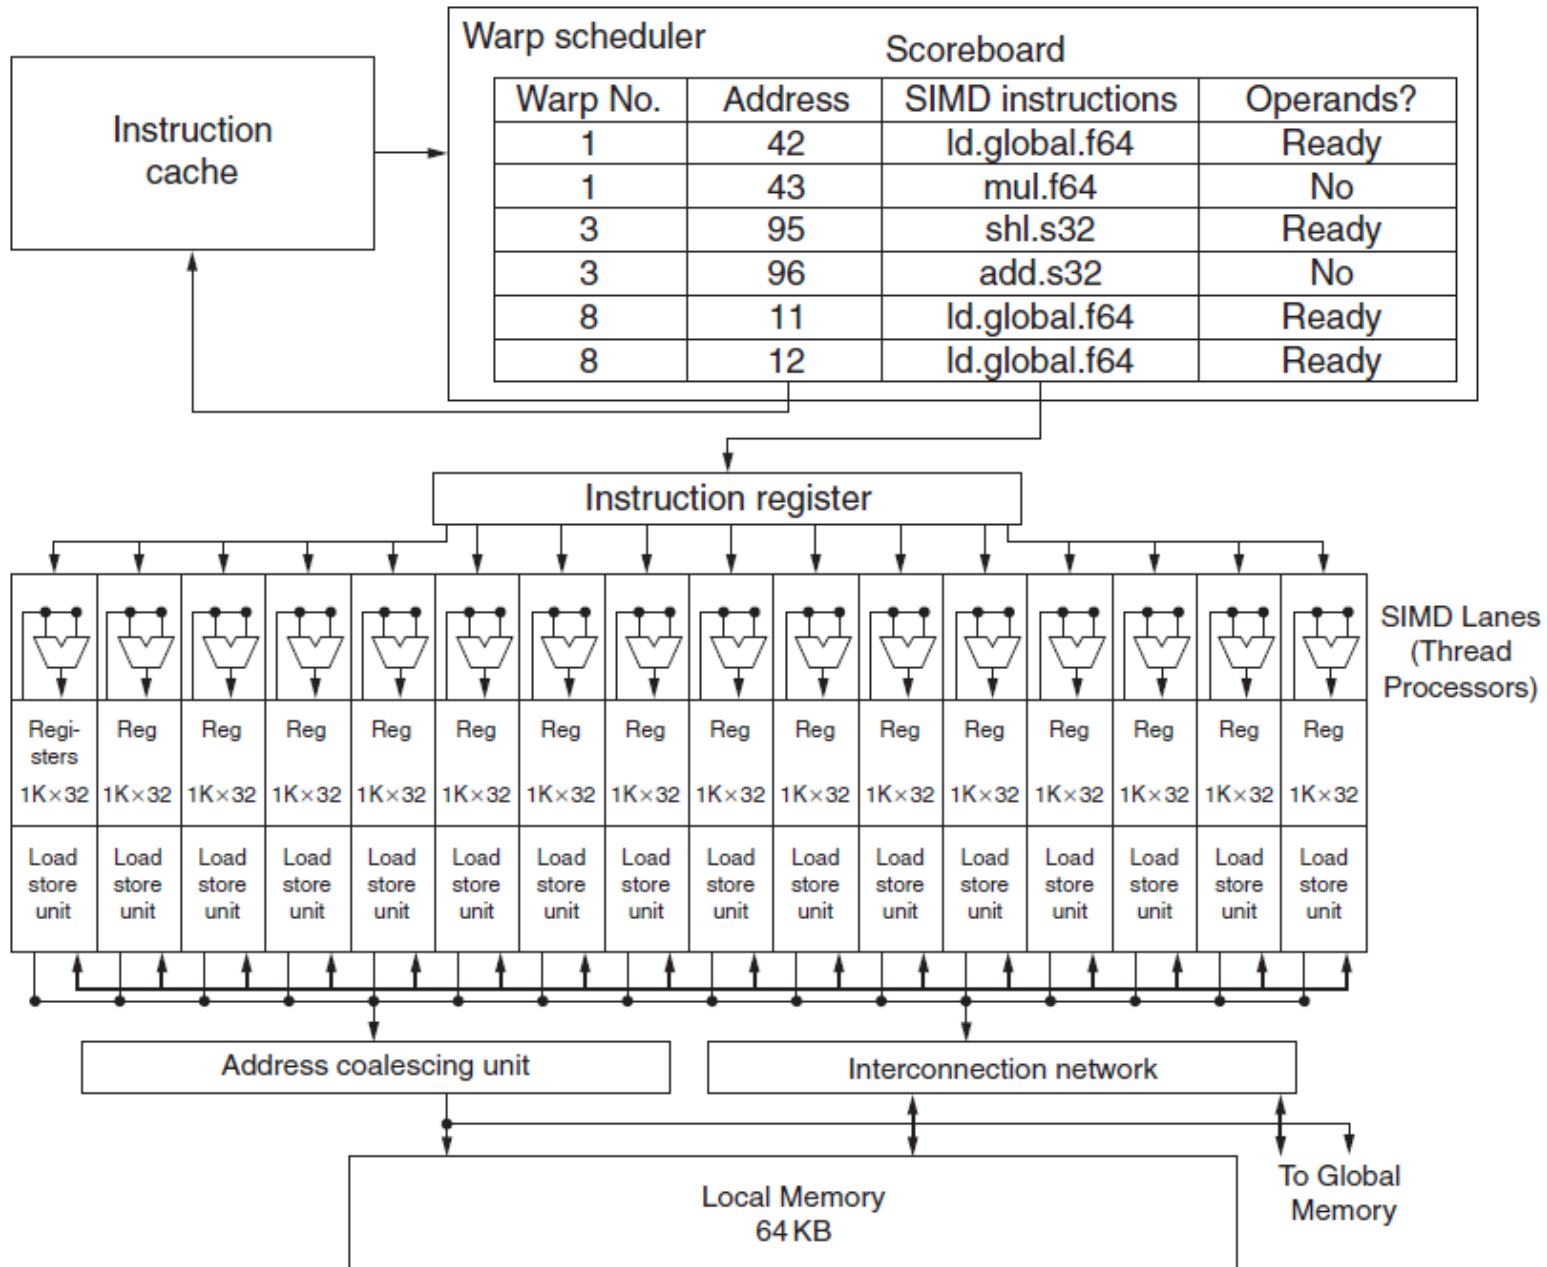 Warp scheduler
Scoreboard
Instruction
cache
Warp No. Address SIMD instructions Operands?
1 42 ld.global.f64 Ready
1 43 mul.f64 No
3 95 shl.s32 Ready
3 96 add.s32 No
8 11 ld.global.f64 Ready
8 12 ld.global.f64 Ready
Instruction register
SIMD Lanes
(Thread
Processors)
Regi- Reg Reg Reg Reg Reg Reg Reg Reg Reg Reg Reg Reg Reg Reg Reg
sters
1K×32 1K×32 1K×32 1K×32 1K×32 1K×32 1K×32 1K×32 1K×32 1K×32 1K×32 1K×32 1K×32 1K×32 1K×32 1K×32
Load Load Load Load Load Load Load Load Load Load Load Load Load Load Load Load
store store store store store store store store store store store store store store store store
unit unit unit unit unit unit unit unit unit unit unit unit unit unit unit unit
Address coalescing unit
Interconnection network
Local Memory
64 KB
To Global
Memory